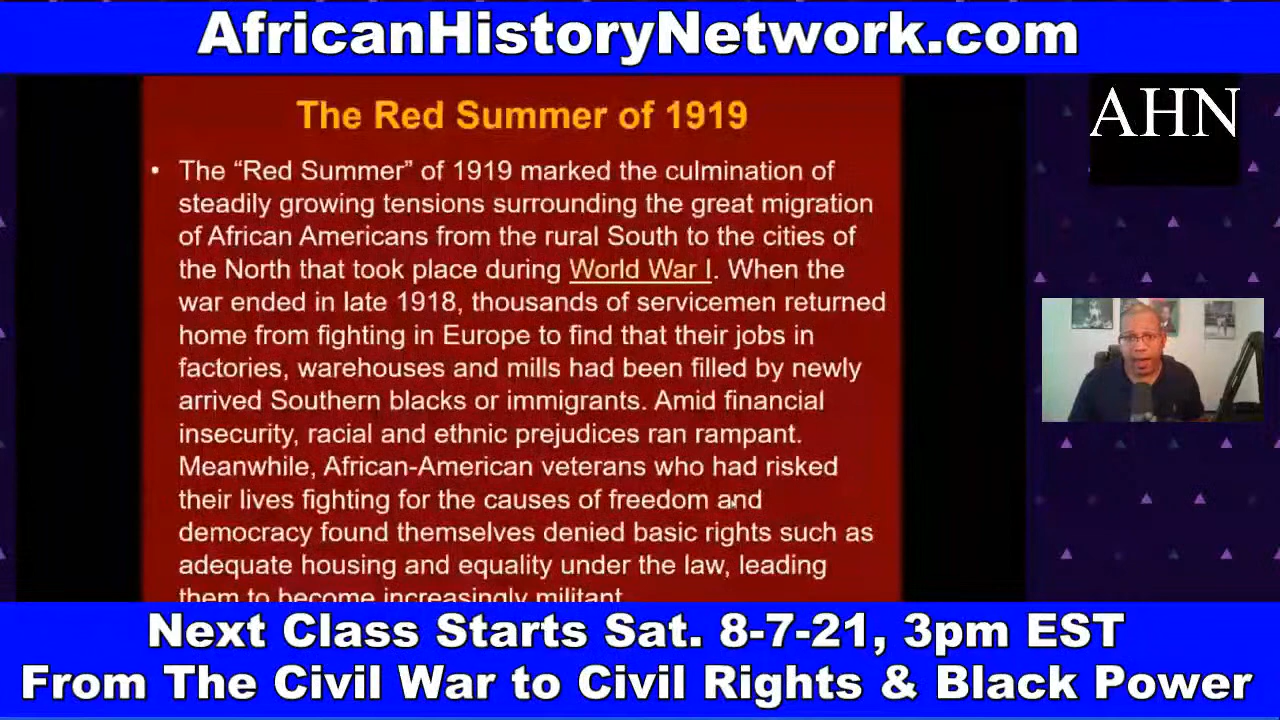 AfricanHistoryNetwork.com
AHN
The Red Summer of 1919
• The “Red Summer” of 1919 marked the culmination of
steadily growing tensions surrounding the great migration
of African Americans from the rural South to the cities of
the North that took place during World War I. When the
war ended in late 1918, thousands of servicemen returned
home from fighting in Europe to find that their jobs in
factories, warehouses and mills had been filled by newly
arrived Southern blacks or immigrants. Amid financial
insecurity, racial and ethnic prejudices ran rampant.
Meanwhile, African-American veterans who had risked
their lives fighting for the causes of freedom and
democracy found themselves denied basic rights such as
adequate housing and equality under the law, leading
them to become increasingly militant.
Next Class Starts Sat. 8-7-21, 3pm EST
From The Civil War to Civil Rights & Black Power